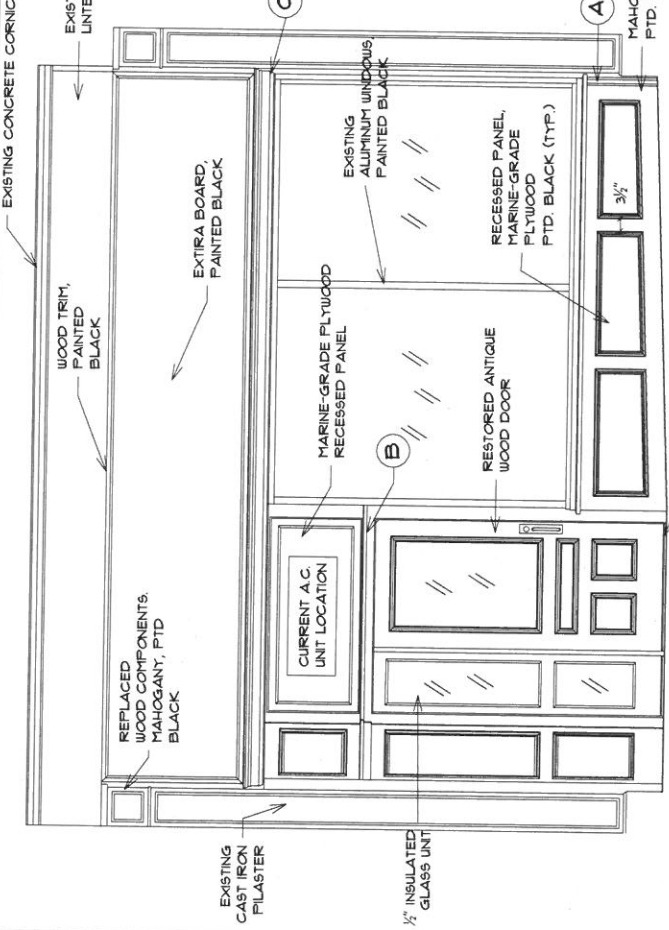 EXISTING CONCRETE CORNIC
WOOD TRIM,
PAINTED
BLACK
REPLACED
WOOD COMPONENTS.
MAHOGANY, PTD
BLACK
EXTIRA BOARD,
PAINTED BLACK
EXIS
LINTE
EXISTING
CAST IRON
PILASTER
C
MARINE-GRADE PLYWOOD
RECESSED PANEL
CURRENT A.C.
UNIT LOCATION
EXISTING
ALUMINUM WINDOWS,
PAINTED BLACK
B
½" INSULATED
GLASS UNIT
RESTORED ANTIQUE
WOOD DOOR
RECESSED PANEL,
MARINE-GRADE
PLYWOOD
PTD. BLACK (TYP.)
3½"
A
MAHO
PTD.